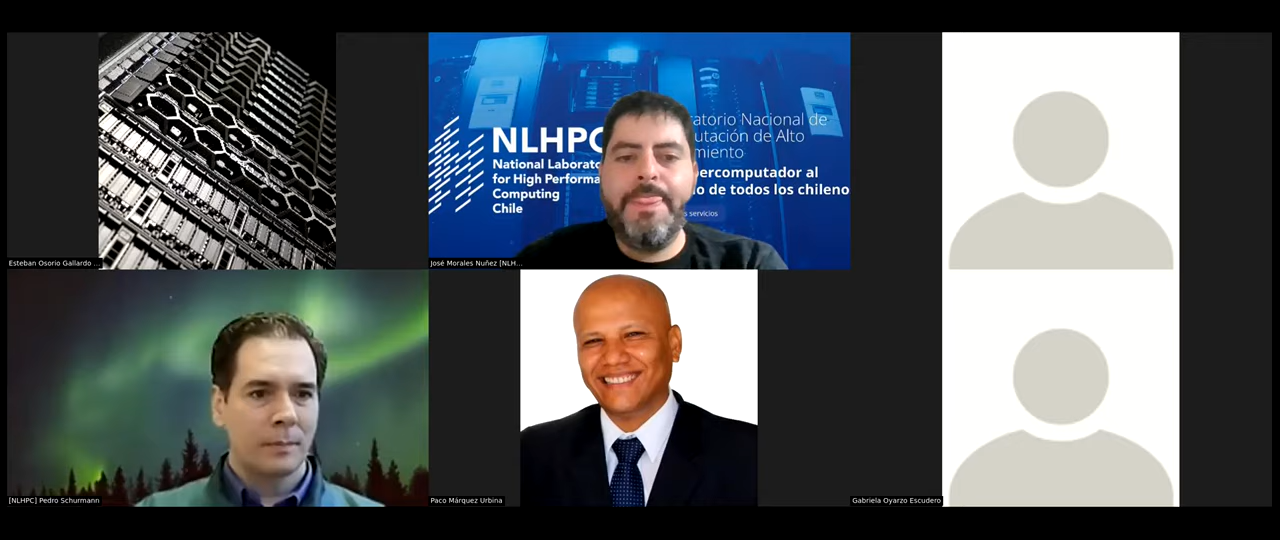 NLHPC
National Laborato
for High Performa
Computing
Chile
ratorio Nacional de
utación de Alto
miento
ercomputador al
o de todos los chileno
s servicios
Esteban Osorio Gallardo ...
José Morales Nuñez [NLH...
[NLHPC] Pedro Schurmann
Paco Márquez Urbina
Gabriela Oyarzo Escudero